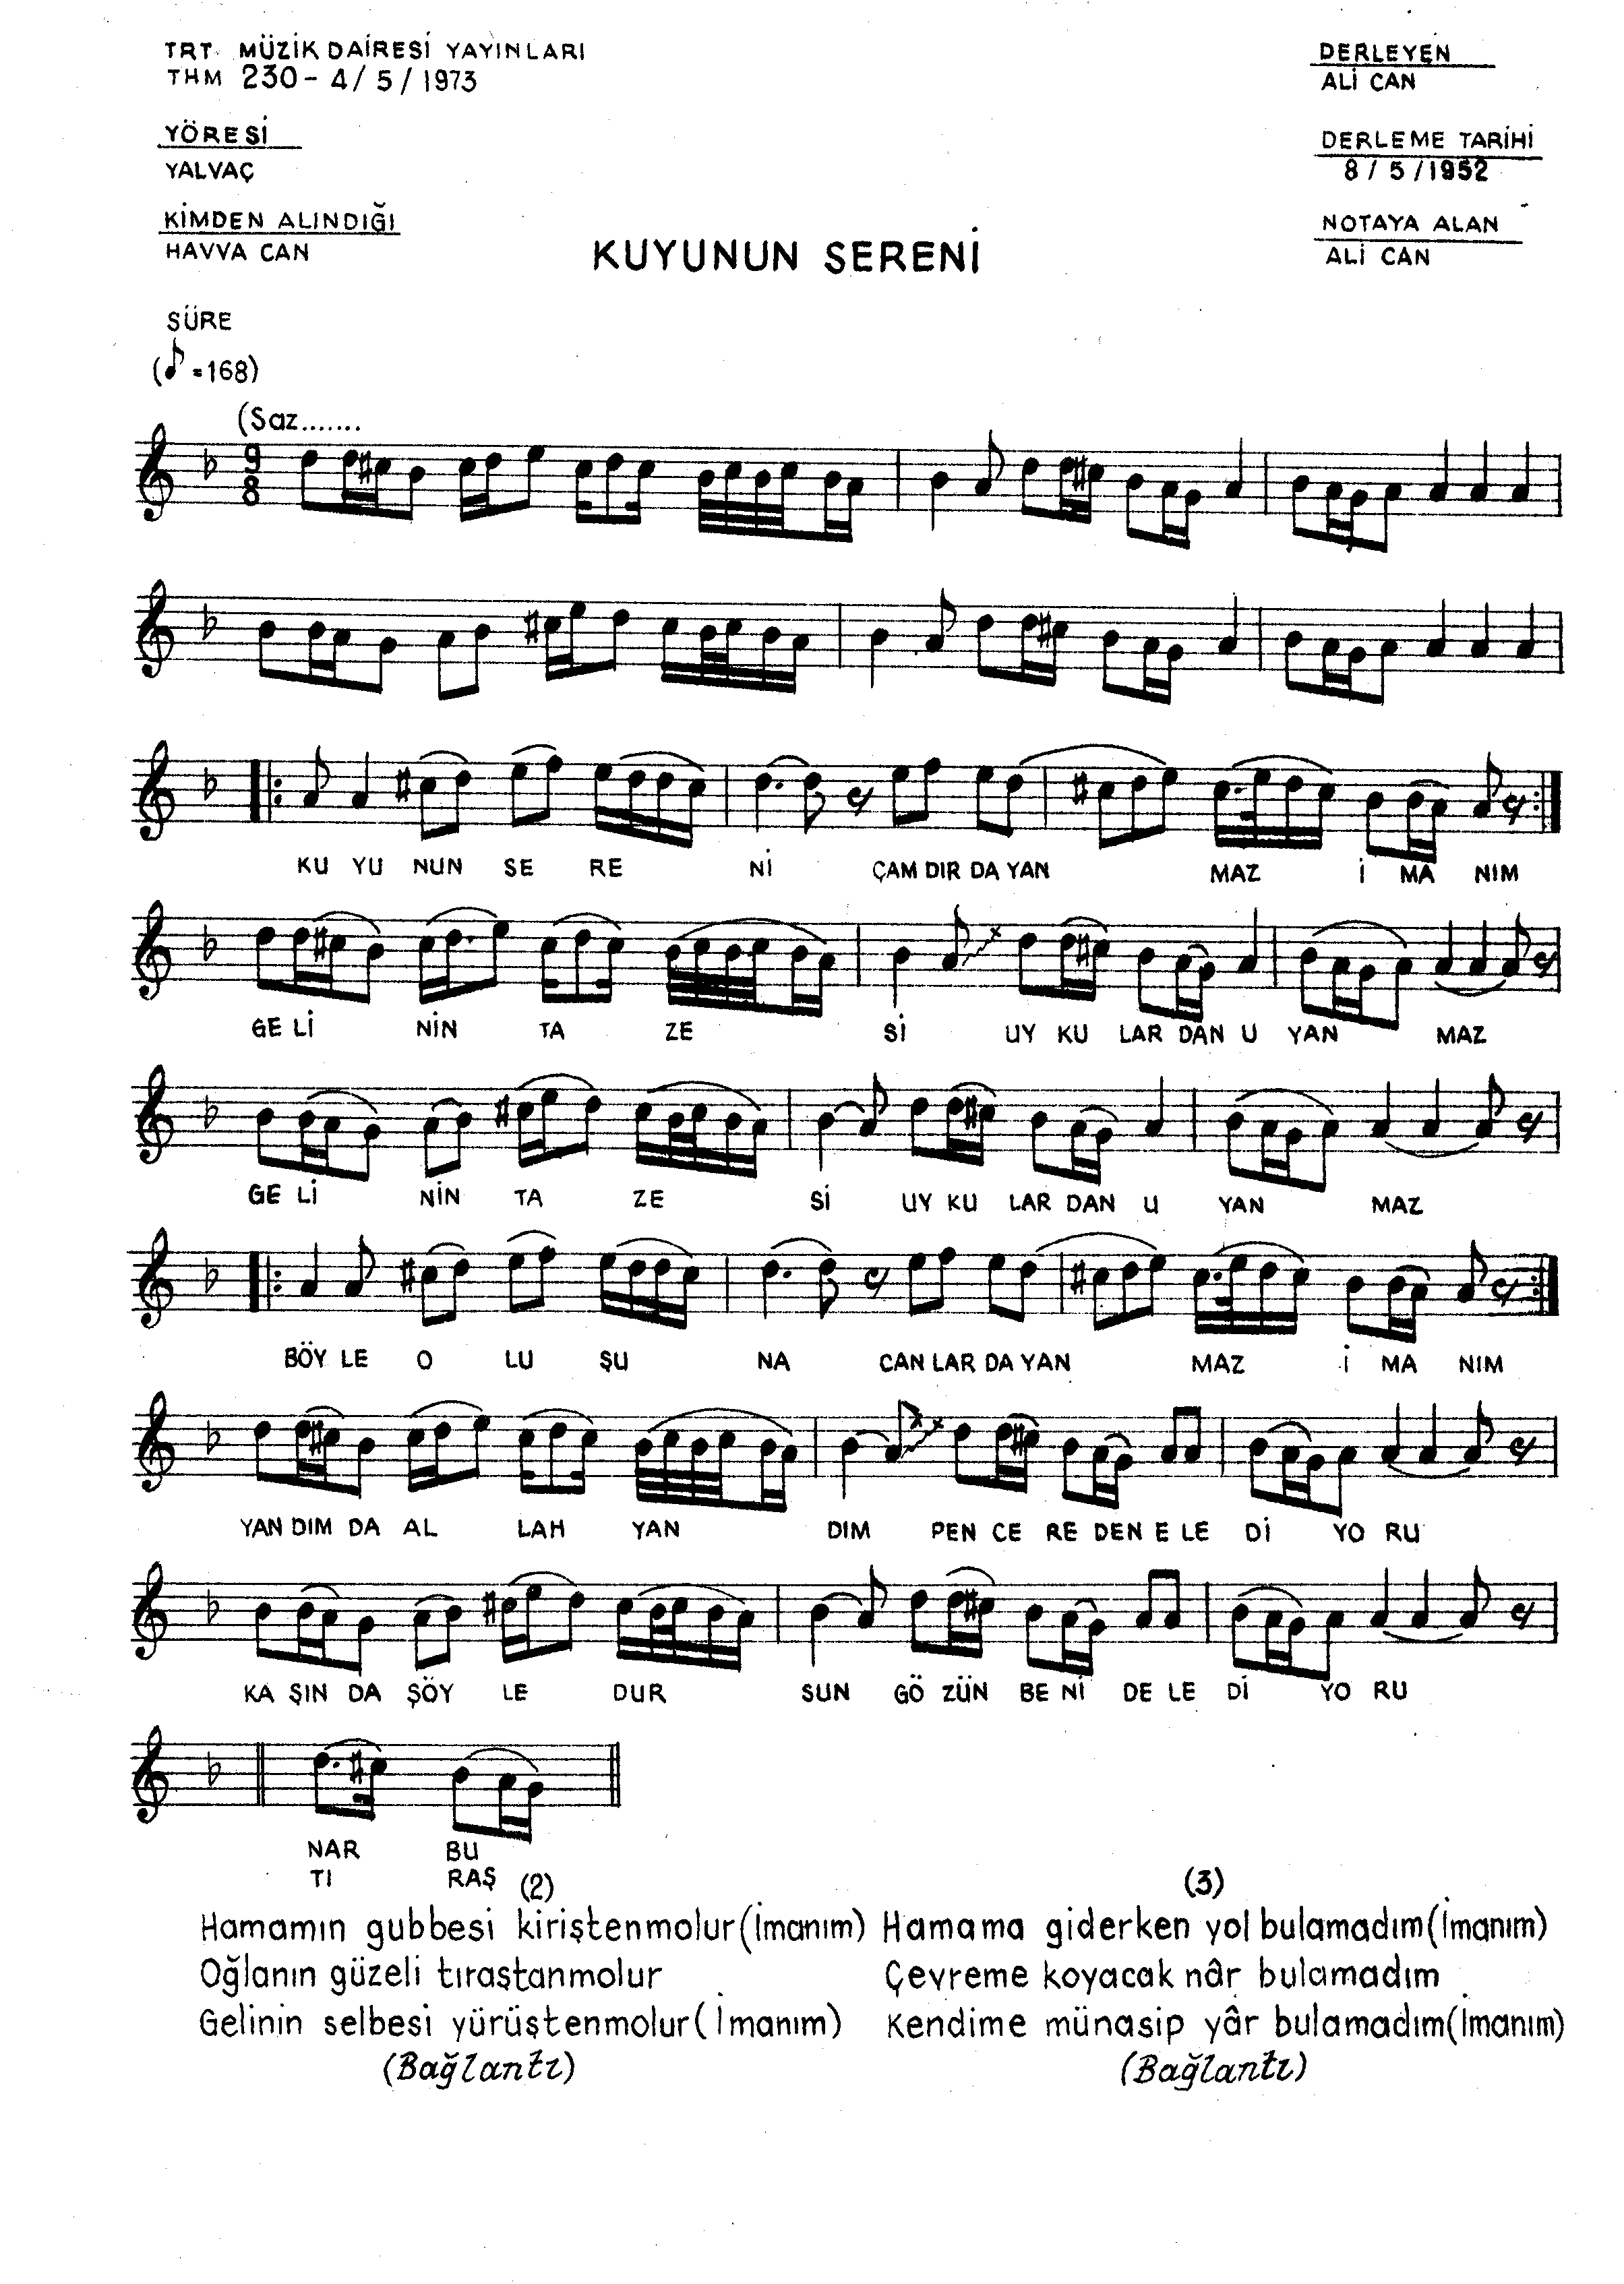 TRT MÜZİK DAİRESİ YAYINLARI
THM 230 - 4/5/1973
DERLEYEN
ALİ CAN
YÖRESİ
YALVAÇ
DERLEME TARİHİ
8/5/1952
KİMDEN ALINDIĞI
HAVVA CAN
NOTAYA ALAN
ALİ CAN
KUYUNUN SERENİ
SÜRE
(♪=168)
(Saz.......
9
8
KU YU NUN SE RE Nİ ÇAM DIR DA YAN MAZ İ MA NIM
GE Lİ NİN TA ZE Sİ UY KU LAR DAN U YAN MAZ
GE Lİ NİN TA ZE Sİ UY KU LAR DAN U YAN MAZ
BÖY LE O LU ŞU NA CAN LAR DA YAN MAZ İ MA NIM
YAN DIM DA AL LAH YAN DIM PEN CE RE DEN E LE Dİ YO RU
KA ŞIN DA ŞÖY LE DUR SUN GÖ ZÜN BE Nİ DE LE Dİ YO RU
NAR BU
TI RAŞ
(2)
Hamamın gubbesi kiriştenmolur(İmanım)
Oğlanın güzeli tıraştanmolur
Gelinin selbesi yürüştenmolur(İmanım)
(Bağlantı)
(3)
Hamama giderken yol bulamadım(İmanım)
Çevreme koyacak nâr bulamadım
Kendime münasip yâr bulamadım(İmanım)
(Bağlantı)